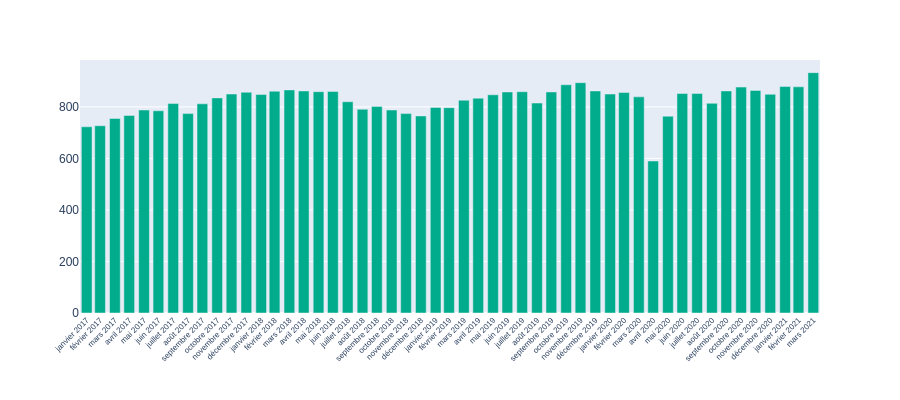 800
600
400
200
0
janvier 2017
février 2017
mars 2017
avril 2017
mai 2017
juin 2017
juillet 2017
août 2017
septembre 2017
octobre 2017
novembre 2017
décembre 2017
janvier 2018
février 2018
mars 2018
avril 2018
mai 2018
juin 2018
juillet 2018
août 2018
septembre 2018
octobre 2018
novembre 2018
décembre 2018
janvier 2019
février 2019
mars 2019
avril 2019
mai 2019
juin 2019
juillet 2019
août 2019
septembre 2019
octobre 2019
novembre 2019
décembre 2019
janvier 2020
février 2020
mars 2020
avril 2020
mai 2020
juin 2020
juillet 2020
août 2020
septembre 2020
octobre 2020
novembre 2020
décembre 2020
janvier 2021
février 2021
mars 2021